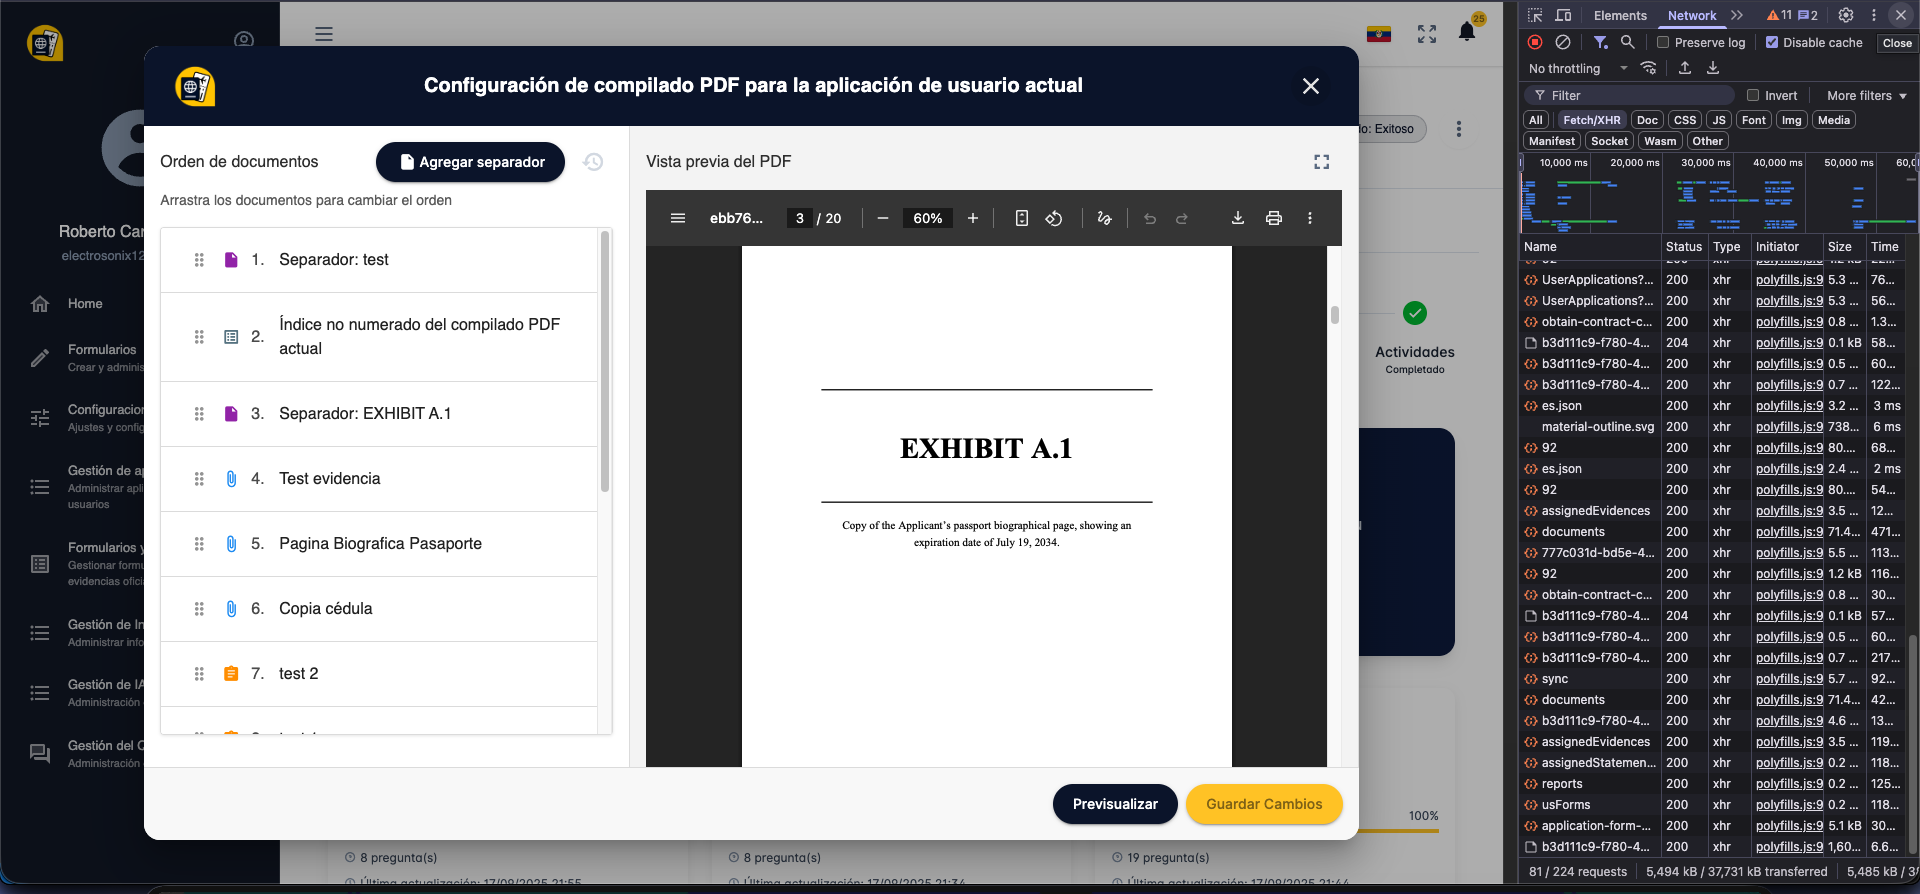 25
Configuración de compilado PDF para la aplicación de usuario actual
Orden de documentos
Agregar separador
Arrastra los documentos para cambiar el orden
1. Separador: test
2. Índice no numerado del compilado PDF
actual
3. Separador: EXHIBIT A.1
4. Test evidencia
5. Pagina Biografica Pasaporte
6. Copia cédula
7. test 2
Vista previa del PDF
ebb76... 3 / 20 60%
EXHIBIT A.1
Copy of the Applicant's passport biographical page, showing an
expiration date of July 19, 2034.
Previsualizar
Guardar Cambios
Roberto Car
electrosonix12
Home
Formularios
Crear y adminis
Configuracion
Ajustes y config
Gestión de ap
Administrar apli
usuarios
Formularios y
Gestionar formu
evidencias ofici
Gestión de In
Administrar info
Gestión de IA
Administración
Gestión del C
Administración
o: Exitoso
Actividades
Completado
100%
8 pregunta(s)
8 pregunta(s)
19 pregunta(s)
Última actualización: 17/09/2025 21:55
Última actualización: 17/09/2025 21:34
Última actualización: 17/09/2025 21:44
Elements Network 11 2
Preserve log Disable cache Close
No throttling
Filter Invert More filters
All Fetch/XHR Doc CSS JS Font Img Media
Manifest Socket Wasm Other
10,000 ms 20,000 ms 30,000 ms 40,000 ms 50,000 ms 60,0
Name Status Type Initiator Size Time
UserApplications?... 200 xhr polyfills.js:9 5.3 ... 76...
UserApplications?... 200 xhr polyfills.js:9 5.3 ... 56...
obtain-contract-c... 200 xhr polyfills.js:9 0.8 ... 1.3...
b3d111c9-f780-4... 204 xhr polyfills.js:9 0.1 kB 58...
b3d111c9-f780-4... 200 xhr polyfills.js:9 0.5 ... 60...
b3d111c9-f780-4... 200 xhr polyfills.js:9 0.7 ... 122...
es.json 200 xhr polyfills.js:9 3.2 ... 3 ms
material-outline.svg 200 xhr polyfills.js:9 738... 6 ms
92 200 xhr polyfills.js:9 80.... 68...
es.json 200 xhr polyfills.js:9 2.4 ... 2 ms
92 200 xhr polyfills.js:9 80.... 54...
assignedEvidences 200 xhr polyfills.js:9 3.5 ... 12...
documents 200 xhr polyfills.js:9 71.4... 471...
777c031d-bd5e-4... 200 xhr polyfills.js:9 5.5 ... 113...
92 200 xhr polyfills.js:9 1.2 kB 116...
obtain-contract-c... 200 xhr polyfills.js:9 0.8 ... 30...
b3d111c9-f780-4... 204 xhr polyfills.js:9 0.1 kB 57...
b3d111c9-f780-4... 200 xhr polyfills.js:9 0.5 ... 60...
b3d111c9-f780-4... 200 xhr polyfills.js:9 0.7 ... 217...
sync 200 xhr polyfills.js:9 5.7 ... 92...
documents 200 xhr polyfills.js:9 71.4... 42...
b3d111c9-f780-4... 200 xhr polyfills.js:9 4.6 ... 13...
assignedEvidences 200 xhr polyfills.js:9 3.5 ... 119...
assignedStatemen... 200 xhr polyfills.js:9 0.2 ... 118...
reports 200 xhr polyfills.js:9 0.2 ... 125...
usForms 200 xhr polyfills.js:9 0.2 ... 118...
application-form-... 200 xhr polyfills.js:9 5.1 kB 30...
b3d111c9-f780-4... 200 xhr polyfills.js:9 1,60... 6.6...
81 / 224 requests 5,494 kB / 37,731 kB transferred 5,485 kB / 3